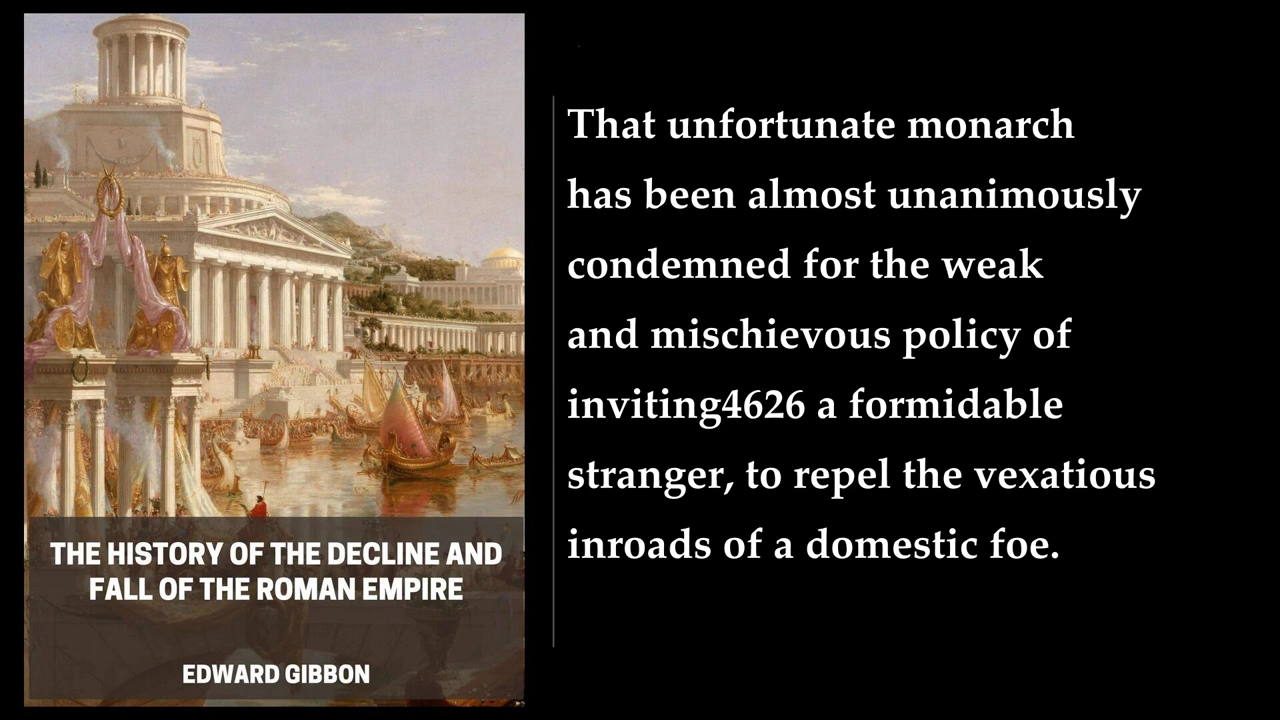 THE HISTORY OF THE DECLINE AND
FALL OF THE ROMAN EMPIRE
EDWARD GIBBON
That unfortunate monarch
has been almost unanimously
condemned for the weak
and mischievous policy of
inviting4626 a formidable
stranger, to repel the vexatious
inroads of a domestic foe.